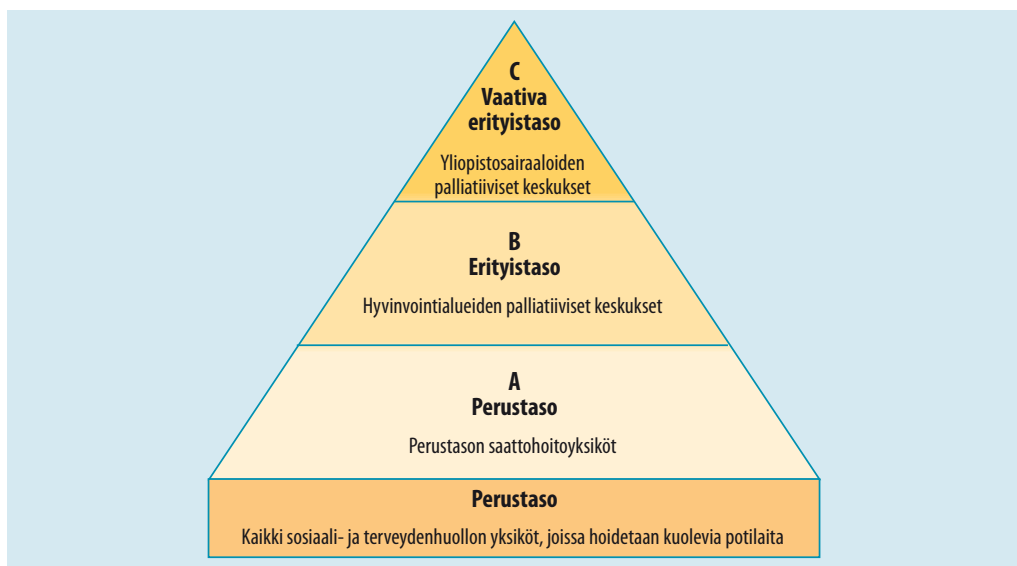 C
Vaativa
erityistaso
Yliopistosairaaloiden
palliatiiviset keskukset
B
Erityistaso
Hyvinvointialueiden palliatiiviset keskukset
A
Perustaso
Perustason saattohoitoyksiköt
Perustaso
Kaikki sosiaali- ja terveydenhuollon yksiköt, joissa hoidetaan kuolevia potilaita